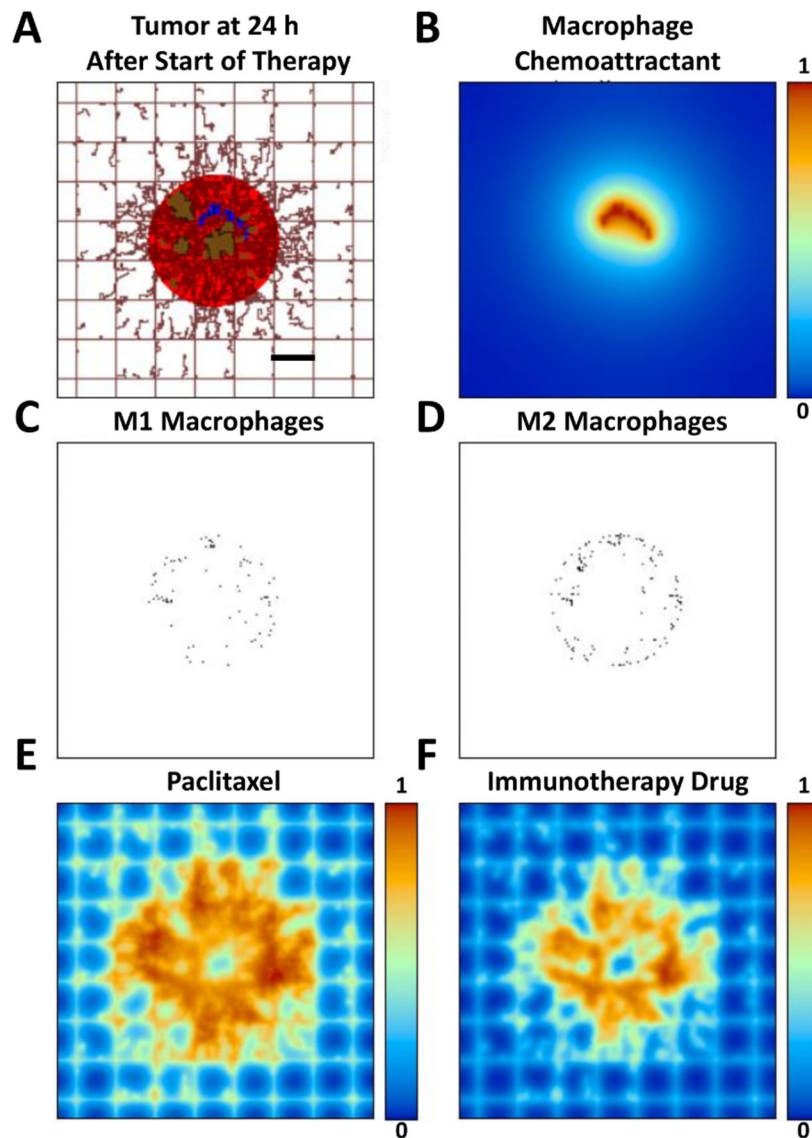 A
Tumor at 24 h
After Start of Therapy
B
Macrophage
Chemoattractant
1
0
C
M1 Macrophages
D
M2 Macrophages
E
Paclitaxel
1
0
F
Immunotherapy Drug
1
0